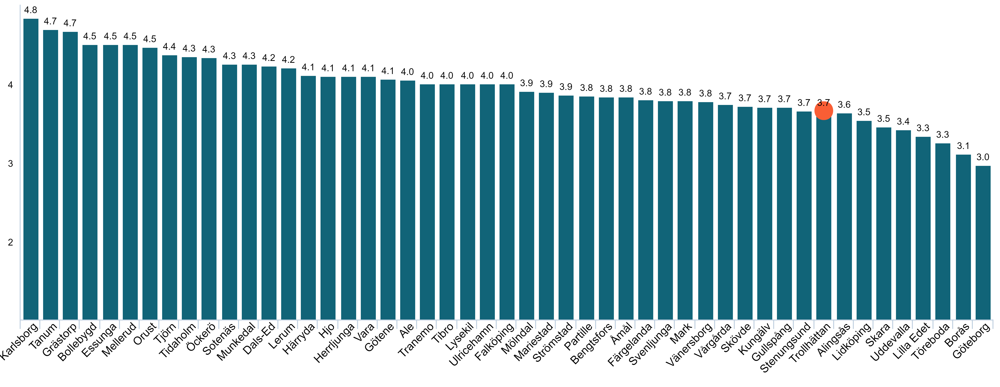 4.8 4.7 4.7 4.5 4.5 4.5 4.5 4.4 4.3 4.3 4.3 4.3 4.2 4.2 4.1 4.1 4.1 4.1 4.1 4.0 4.0 4.0 4.0 4.0 4.0 3.9 3.9 3.9 3.8 3.8 3.8 3.8 3.8 3.8 3.8 3.7 3.7 3.7 3.7 3.7 3.7 3.6 3.5 3.5 3.4 3.3 3.3 3.1 3.0
4
3
2
Karlsborg Tanum Grästorp Bollebygd Essunga Mellerud Orust Tjörn Tidaholm Öckerö Sotenäs Munkedal Dals-Ed Lerum Härryda Hjo Herrljunga Vara Götene Ale Tranemo Tibro Lysekil Ulricehamn Falköping Mölndal Mariestad Strömstad Partille Bengtsfors Åmål Färgelanda Svenljunga Mark Vänersborg Vårgårda Skövde Kungälv Gullspång Stenungsund Trollhättan Alingsås Lidköping Skara Uddevalla Lilla Edet Töreboda Borås Göteborg